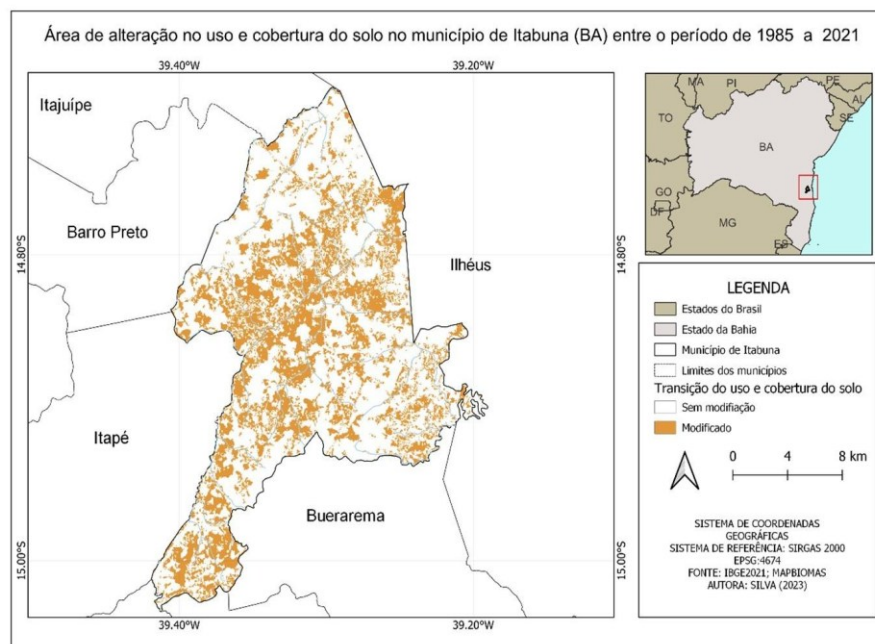 Área de alteração no uso e cobertura do solo no município de Itabuna (BA) entre o período de 1985 a 2021
39.40°W
39.20°W
Itajuípe
Barro Preto
14.80°S
Ilhéus
14.80°S
Itapé
Buerarema
15.00°S
15.00°S
39.40°W
39.20°W
MA
PI
PE
AL
SE
TO
BA
GO
DF
MG
ES
LEGENDA
Estados do Brasil
Estado da Bahia
Município de Itabuna
Limites dos municípios
Transição do uso e cobertura do solo
Sem modifiação
Modificado
0 4 8 km
SISTEMA DE COORDENADAS
GEOGRÁFICAS
SISTEMA DE REFERÊNCIA: SIRGAS 2000
EPSG:4674
FONTE: IBGE2021; MAPBIOMAS
AUTORA: SILVA (2023)